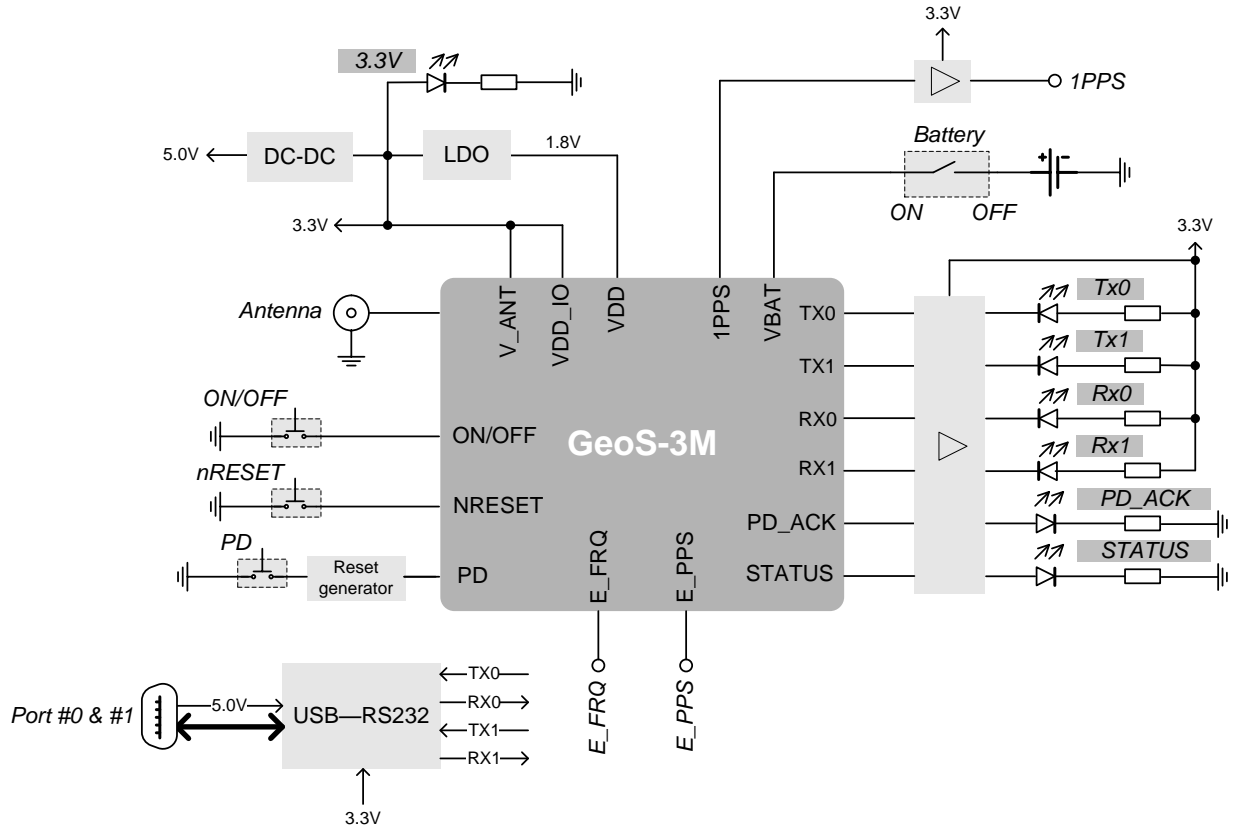 3.3V
3.3V
1PPS
5.0V
DC-DC
LDO
1.8V
Battery
+ -
ON OFF
3.3V
3.3V
Antenna
V_ANT
VDD_IO
VDD
1PPS
VBAT
TX0
Tx0
TX1
Tx1
ON/OFF
ON/OFF
GeoS-3M
RX0
Rx0
RX1
Rx1
nRESET
NRESET
PD_ACK
PD_ACK
PD
Reset
generator
PD
E_FRQ
E_PPS
STATUS
STATUS
E_FRQ
E_PPS
Port #0 & #1
5.0V
USB—RS232
TX0
RX0
TX1
RX1
3.3V